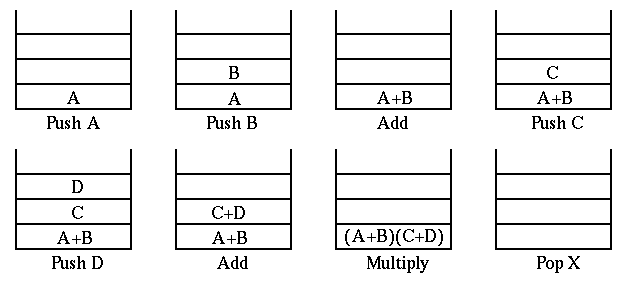 B C
A A A+B A+B
Push A Push B Add Push C
D
C C+D
A+B A+B (A+B)(C+D)
Push D Add Multiply Pop X